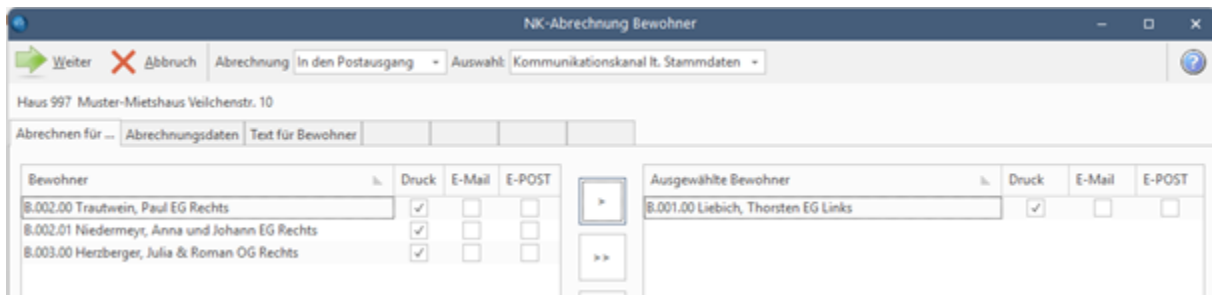 NK-Abrechnung Bewohner
Weiter Abbruch Abrechnung In den Postausgang Auswahl: Kommunikationskanal lt. Stammdaten
Haus 997 Muster-Mietshaus Veilchenstr. 10
Abrechnen für ... Abrechnungsdaten Text für Bewohner
Bewohner Druck E-Mail E-POST > Ausgewählte Bewohner Druck E-Mail E-POST
B.002.00 Trautwein, Paul EG Rechts B.001.00 Liebich, Thorsten EG Links
B.002.01 Niedermeyr, Anna und Johann EG Rechts
B.003.00 Herzberger, Julia & Roman OG Rechts >>